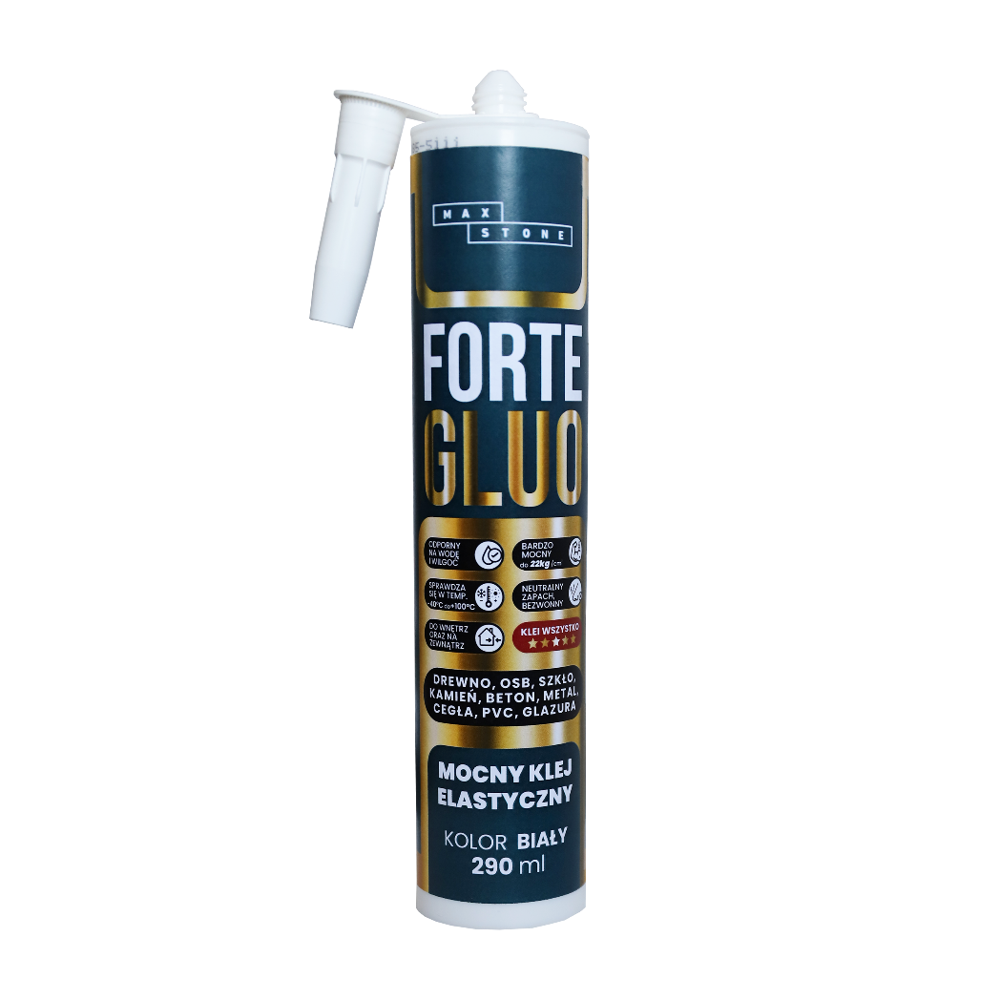 MAX
STONE
FORTE
GLUO
ODPORNY
NA WODĘ
I WILGOĆ
BARDZO
MOCNY
do 22kg/cm
SPRAWDZA
SIĘ W TEMP.
-40°C do+100°C
NEUTRALNY
ZAPACH,
BEZWONNY
DO WNĘTRZ
ORAZ NA
ZEWNĄTRZ
KLEI WSZYSTKO
DREWNO, OSB, SZKŁO,
KAMIEŃ, BETON, METAL,
CEGŁA, PVC, GLAZURA
MOCNY KLEJ
ELASTYCZNY
KOLOR BIAŁY
290 ml